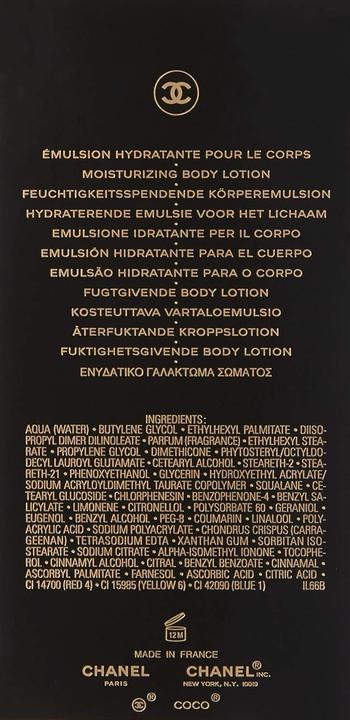 ÉMULSION HYDRATANTE POUR LE CORPS
MOISTURIZING BODY LOTION
FEUCHTIGKEITSSPENDENDE KÖRPEREMULSION
HYDRATERENDE EMULSIE VOOR HET LICHAAM
EMULSIONE IDRATANTE PER IL CORPO
EMULSIÓN HIDRATANTE PARA EL CUERPO
EMULSÃO HIDRATANTE PARA O CORPO
FUGTGIVENDE BODY LOTION
KOSTEUTTAVA VARTALOEMULSIO
ÅTERFUKTANDE KROPPSLOTION
FUKTIGHETSGIVENDE BODY LOTION
ΕΝΥΔΑΤΙΚΟ ΓΑΛΑΚΤΩΜΑ ΣΩΜΑΤΟΣ
INGREDIENTS:
AQUA (WATER) • BUTYLENE GLYCOL • ETHYLHEXYL PALMITATE • DIISO-
PROPYL DIMER DILINOLEATE • PARFUM (FRAGRANCE) • ETHYLHEXYL STEA-
RATE • PROPYLENE GLYCOL • DIMETHICONE • PHYTOSTERYL/OCTYLDO-
DECYL LAUROYL GLUTAMATE • CETEARYL ALCOHOL • STEARETH-2 • STEA-
RETH-21 • PHENOXYETHANOL • GLYCERIN • HYDROXYETHYL ACRYLATE/
SODIUM ACRYLOYLDIMETHYL TAURATE COPOLYMER • SQUALANE • CE-
TEARYL GLUCOSIDE • CHLORPHENESIN • BENZOPHENONE-4 • BENZYL SA-
LICYLATE • LIMONENE • CITRONELLOL • POLYSORBATE 60 • GERANIOL •
EUGENOL • BENZYL ALCOHOL • PEG-8 • COUMARIN • LINALOOL • POLY-
ACRYLIC ACID • SODIUM POLYACRYLATE • CHONDRUS CRISPUS (CARRA-
GEENAN) • TETRASODIUM EDTA • XANTHAN GUM • SORBITAN ISO-
STEARATE • SODIUM CITRATE • ALPHA-ISOMETHYL IONONE • TOCOPHE-
ROL • CINNAMYL ALCOHOL • CITRAL • BENZYL BENZOATE • CINNAMAL •
ASCORBYL PALMITATE • FARNESOL • ASCORBIC ACID • CITRIC ACID •
CI 14700 (RED 4) • CI 15985 (YELLOW 6) • CI 42090 (BLUE 1) IL66B
12M
MADE IN FRANCE
CHANEL CHANEL® INC.
PARIS NEW YORK, N.Y. 10019
® COCO®